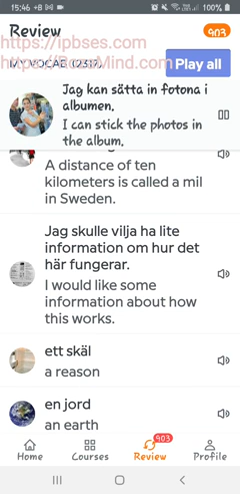 15:46
100%
Review
903
https://ipbses.com
MY VOCAB (2317)
Play all
Jag kan sätta in fotona i
albumen.
I can stick the photos in
the album.
A distance of ten
kilometers is called a mil
in Sweden.
Jag skulle vilja ha lite
information om hur det
här fungerar.
I would like some
information about how
this works.
ett skäl
a reason
en jord
an earth
903
Home
Courses
Review
Profile